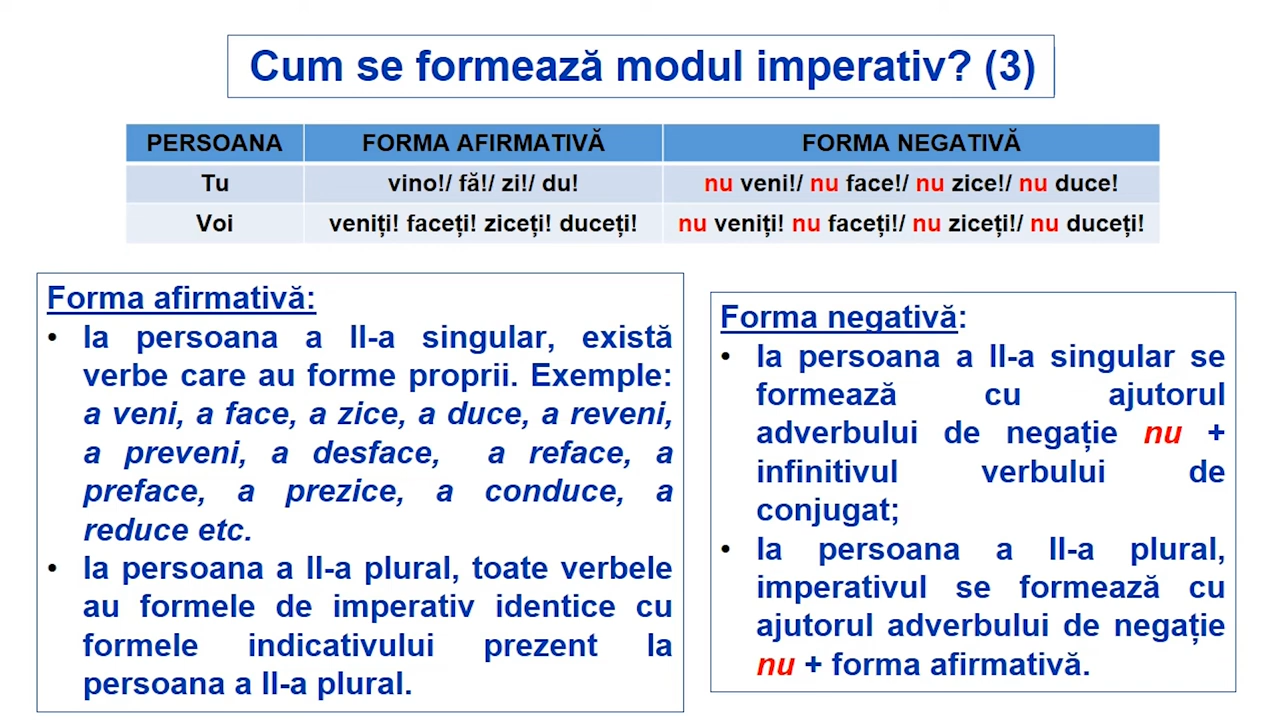 Cum se formează modul imperativ? (3)
PERSOANA FORMA AFIRMATIVĂ FORMA NEGATIVĂ
Tu vino!/ fă!/ zi!/ du! nu veni!/ nu face!/ nu zice!/ nu duce!
Voi veniți! faceți! ziceți! duceți! nu veniți! nu faceți!/ nu ziceți!/ nu duceți!
Forma afirmativă:
• la persoana a II-a singular, există
verbe care au forme proprii. Exemple:
a veni, a face, a zice, a duce, a reveni,
a preveni, a desface, a reface, a
preface, a prezice, a conduce, a
reduce etc.
• la persoana a II-a plural, toate verbele
au formele de imperativ identice cu
formele indicativului prezent la
persoana a II-a plural.
Forma negativă:
• la persoana a II-a singular se
formează cu ajutorul
adverbului de negație nu +
infinitivul verbului de
conjugat;
• la persoana a II-a plural,
imperativul se formează cu
ajutorul adverbului de negație
nu + forma afirmativă.